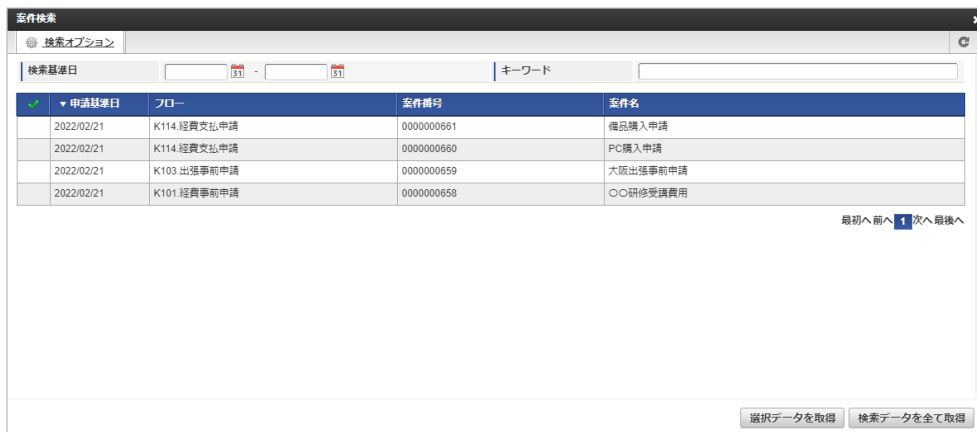 案件検索
検索オプション
検索基準日 31 - 31 キーワード
▼ 申請基準日 フロー 案件番号 案件名
2022/02/21 K114.経費支払申請 0000000661 備品購入申請
2022/02/21 K114.経費支払申請 0000000660 PC購入申請
2022/02/21 K103.出張事前申請 0000000659 大阪出張事前申請
2022/02/21 K101.経費事前申請 0000000658 〇〇研修受講費用
最初へ 前へ 1 次へ 最後へ
選択データを取得 検索データを全て取得